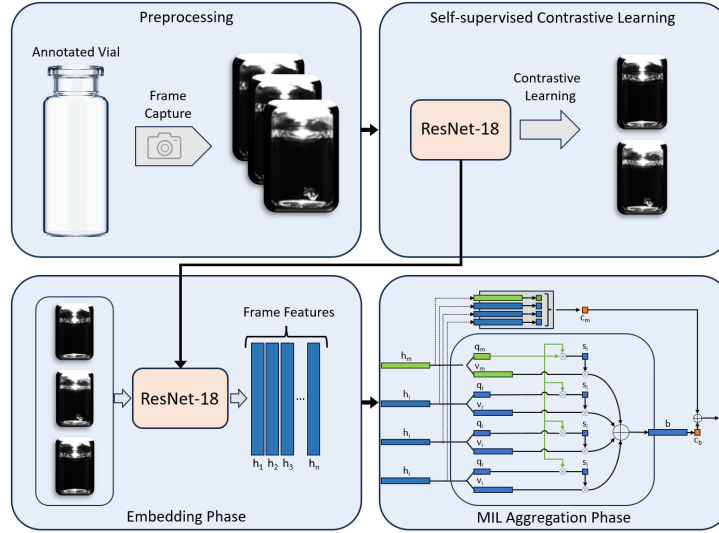 Preprocessing
Annotated Vial
Frame
Capture
Self-supervised Contrastive Learning
Contrastive
Learning
ResNet-18
Frame Features
ResNet-18
...
h₁ h₂ h₃ hₙ
Embedding Phase
cₘ
hₘ
qₘ
sᵢ
vₘ
hᵢ
qᵢ
sᵢ
vᵢ
b
c_b
hᵢ
qᵢ
sᵢ
vᵢ
hᵢ
qᵢ
sᵢ
vᵢ
MIL Aggregation Phase